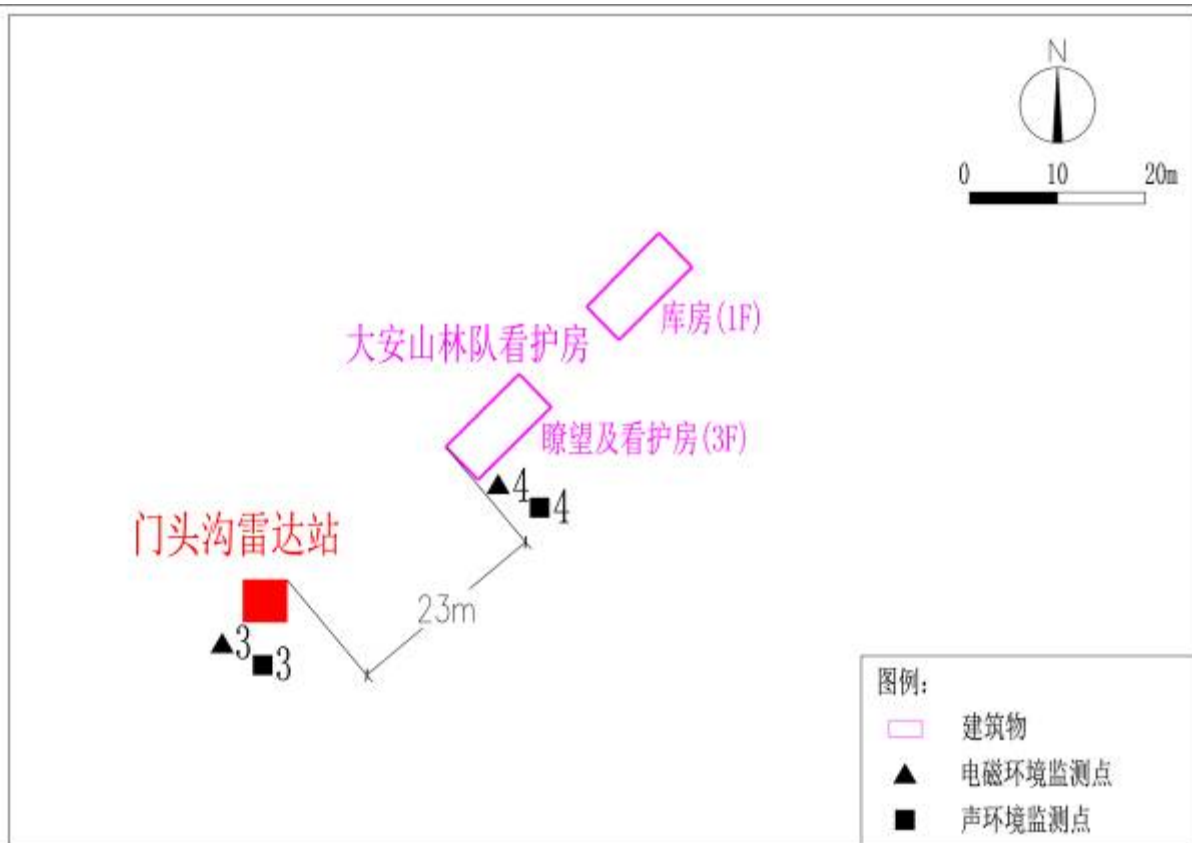 N
0 10 20m
库房(1F)
大安山林队看护房
瞭望及看护房(3F)
4
4
门头沟雷达站
23m
3
3
图例:
建筑物
电磁环境监测点
声环境监测点